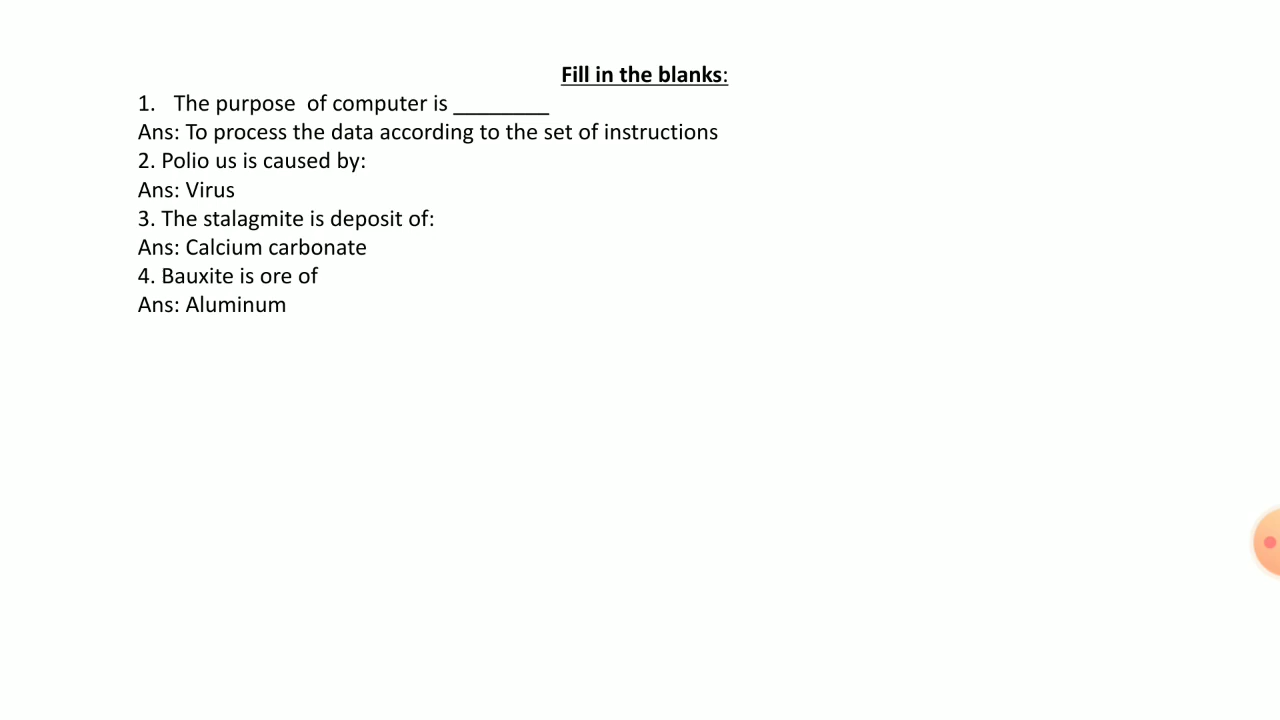 Fill in the blanks:
1. The purpose  of computer is ________
Ans: To process the data according to the set of instructions
2. Polio us is caused by:
Ans: Virus
3. The stalagmite is deposit of:
Ans: Calcium carbonate
4. Bauxite is ore of
Ans: Aluminum